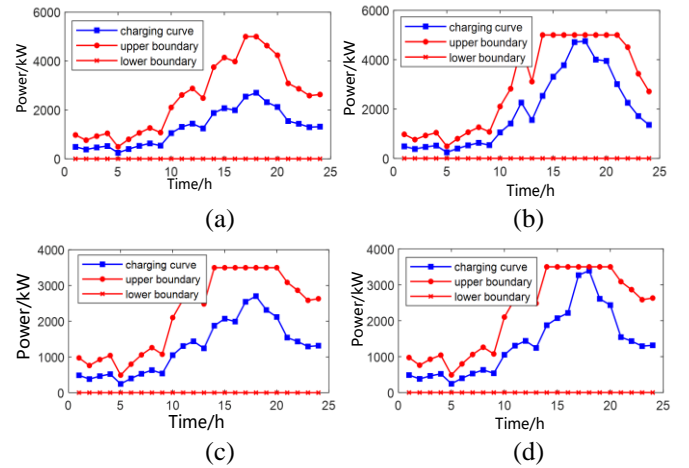 6000
4000
2000
0
Power/kW
charging curve
upper boundary
lower boundary
0 5 10 15 20 25
Time/h
(a)
6000
4000
2000
0
Power/kW
charging curve
upper boundary
lower boundary
0 5 10 15 20 25
Time/h
(b)
4000
3000
2000
1000
0
Power/kW
charging curve
upper boundary
lower boundary
0 5 10 15 20 25
Time/h
(c)
4000
3000
2000
1000
0
Power/kW
charging curve
upper boundary
lower boundary
0 5 10 15 20 25
Time/h
(d)